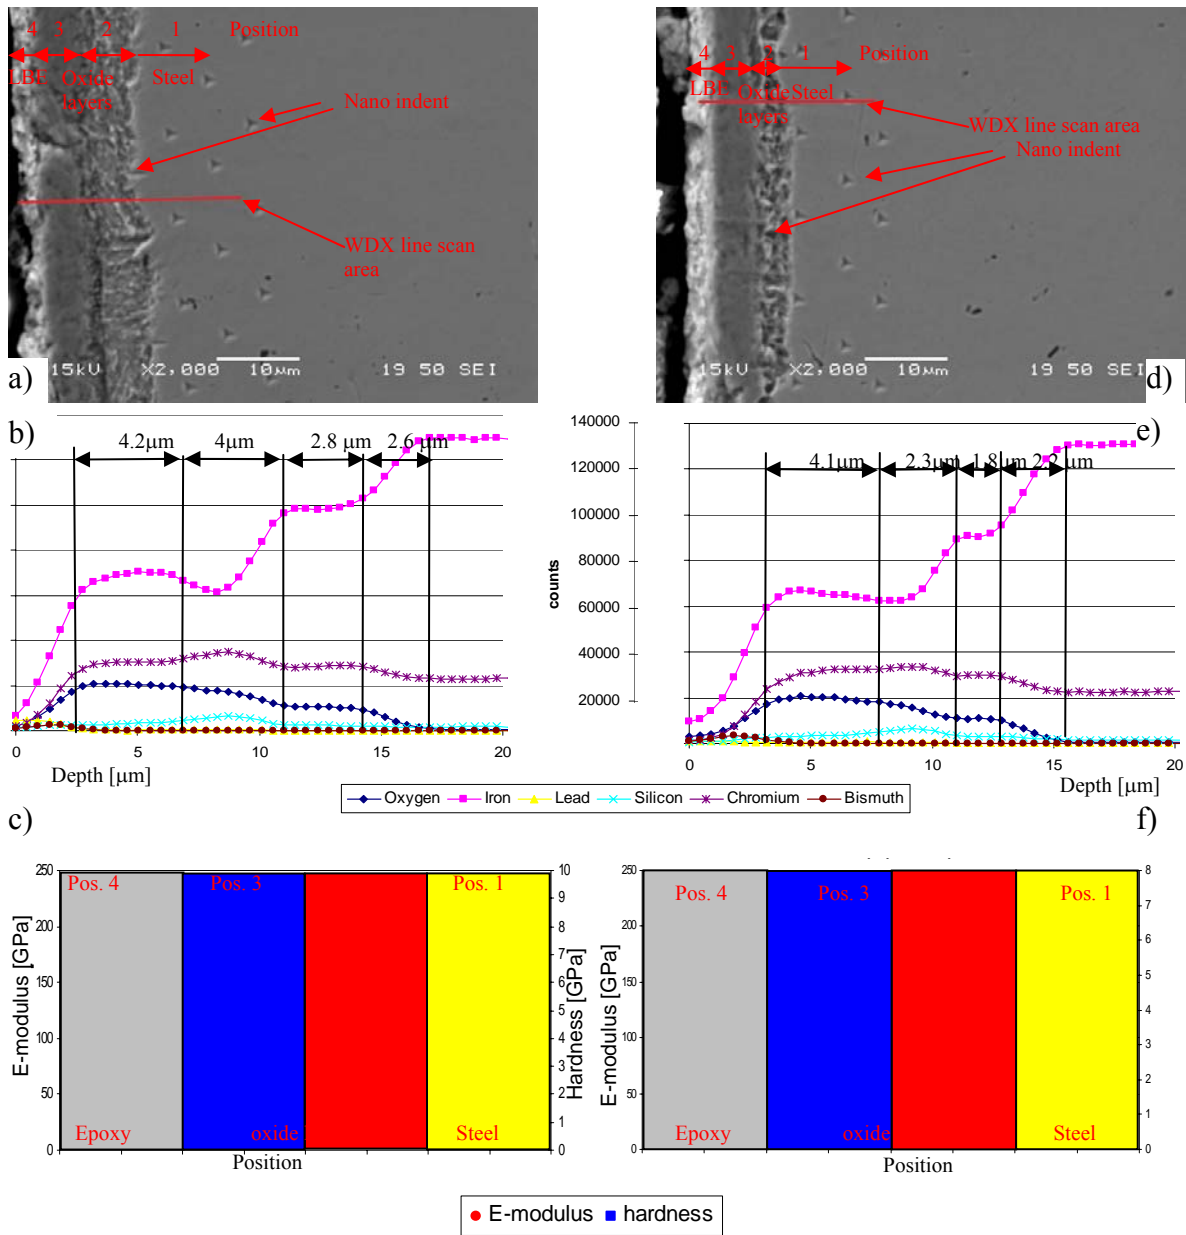 4 3 2 1 Position
LBE Oxide layers Steel
Nano indent
WDX line scan area
15kV X2,000 10µm 19 50 SEI
a)
4 3 2 1 Position
LBE Oxide layers Steel
WDX line scan area
Nano indent
15kV X2,000 10µm 19 50 SEI
d)
b)
4.2µm 4µm 2.8 µm 2.6 µm
0 5 10 15 20
Depth [µm]
e)
140000
120000
100000
80000
60000
40000
20000
counts
4.1µm 2.3µm 1.8µm 2.2 µm
0 5 10 15 20
Depth [µm]
Oxygen Iron Lead Silicon Chromium Bismuth
c)
250
200
150
100
50
0
E-modulus [GPa]
Pos. 4 Pos. 3 Pos. 1
Epoxy oxide Steel
10
9
8
7
6
5
4
3
2
1
0
Hardness [GPa]
Position
f)
250
200
150
100
50
0
E-modulus [GPa]
Pos. 4 Pos. 3 Pos. 1
Epoxy oxide Steel
8
7
6
5
4
3
2
1
0
Position
E-modulus hardness